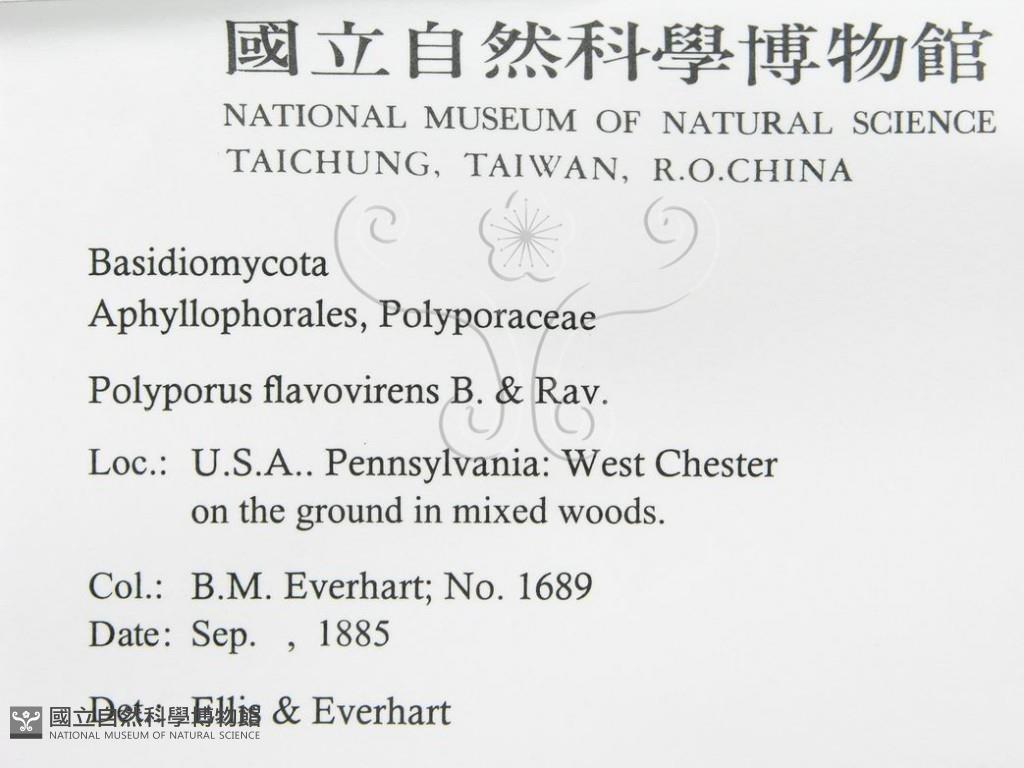 國立自然科學博物館
NATIONAL MUSEUM OF NATURAL SCIENCE
TAICHUNG, TAIWAN, R.O.CHINA
Basidiomycota
Aphyllophorales, Polyporaceae
Polyporus flavovirens B. & Rav.
Loc.: U.S.A.. Pennsylvania: West Chester
on the ground in mixed woods.
Col.: B.M. Everhart; No. 1689
Date: Sep. , 1885
Det.: Ellis & Everhart
國立自然科學博物館
NATIONAL MUSEUM OF NATURAL SCIENCE